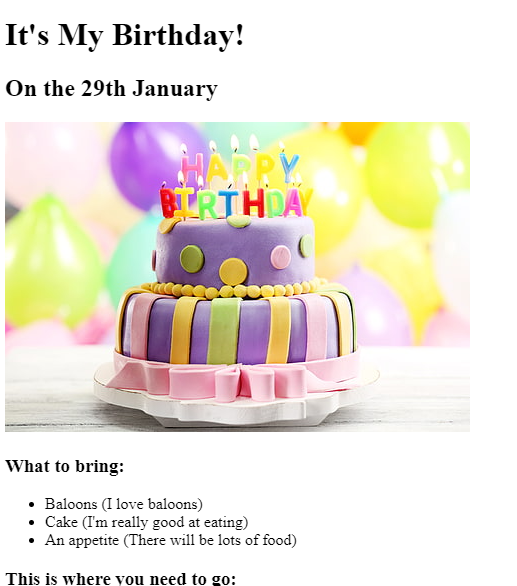 It's My Birthday!
On the 29th January
HAPPY
BIRTHDAY
What to bring:
Baloons (I love baloons)
Cake (I'm really good at eating)
An appetite (There will be lots of food)
This is where you need to go: